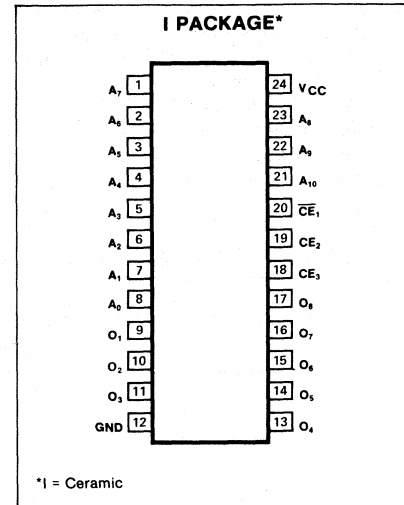 I PACKAGE*
A7 1 24 VCC
A6 2 23 A8
A5 3 22 A9
A4 4 21 A10
A3 5 20 C̅E̅1
A2 6 19 CE2
A1 7 18 CE3
A0 8 17 O8
O1 9 16 O7
O2 10 15 O6
O3 11 14 O5
GND 12 13 O4
*I = Ceramic